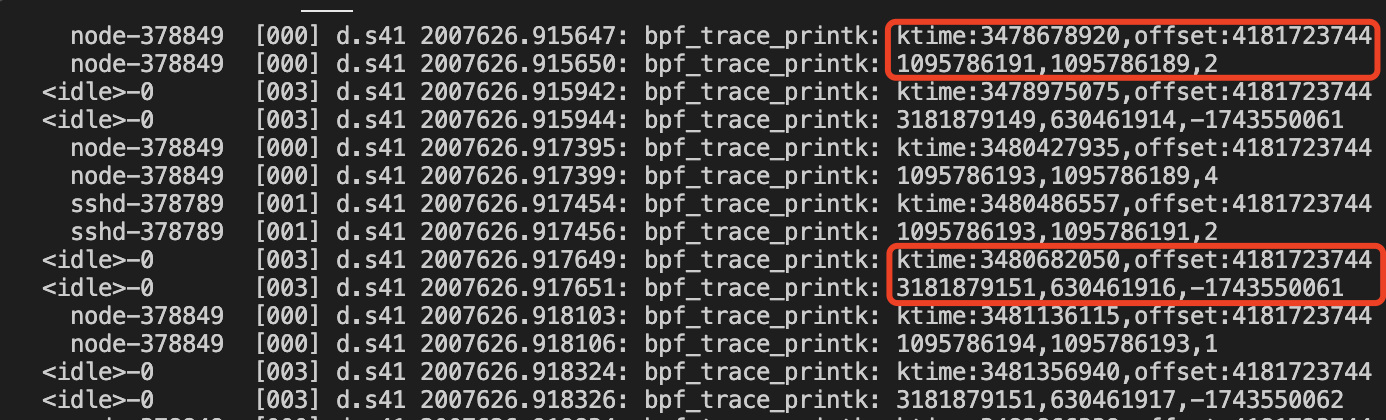 node-378849 [000] d.s41 2007626.915647: bpf_trace_printk: ktime:3478678920,offset:4181723744
node-378849 [000] d.s41 2007626.915650: bpf_trace_printk: 1095786191,1095786189,2
<idle>-0 [003] d.s41 2007626.915942: bpf_trace_printk: ktime:3478975075,offset:4181723744
<idle>-0 [003] d.s41 2007626.915944: bpf_trace_printk: 3181879149,630461914,-1743550061
node-378849 [000] d.s41 2007626.917395: bpf_trace_printk: ktime:3480427935,offset:4181723744
node-378849 [000] d.s41 2007626.917399: bpf_trace_printk: 1095786193,1095786189,4
sshd-378789 [001] d.s41 2007626.917454: bpf_trace_printk: ktime:3480486557,offset:4181723744
sshd-378789 [001] d.s41 2007626.917456: bpf_trace_printk: 1095786193,1095786191,2
<idle>-0 [003] d.s41 2007626.917649: bpf_trace_printk: ktime:3480682050,offset:4181723744
<idle>-0 [003] d.s41 2007626.917651: bpf_trace_printk: 3181879151,630461916,-1743550061
node-378849 [000] d.s41 2007626.918103: bpf_trace_printk: ktime:3481136115,offset:4181723744
node-378849 [000] d.s41 2007626.918106: bpf_trace_printk: 1095786194,1095786193,1
<idle>-0 [003] d.s41 2007626.918324: bpf_trace_printk: ktime:3481356940,offset:4181723744
<idle>-0 [003] d.s41 2007626.918326: bpf_trace_printk: 3181879151,630461917,-1743550062